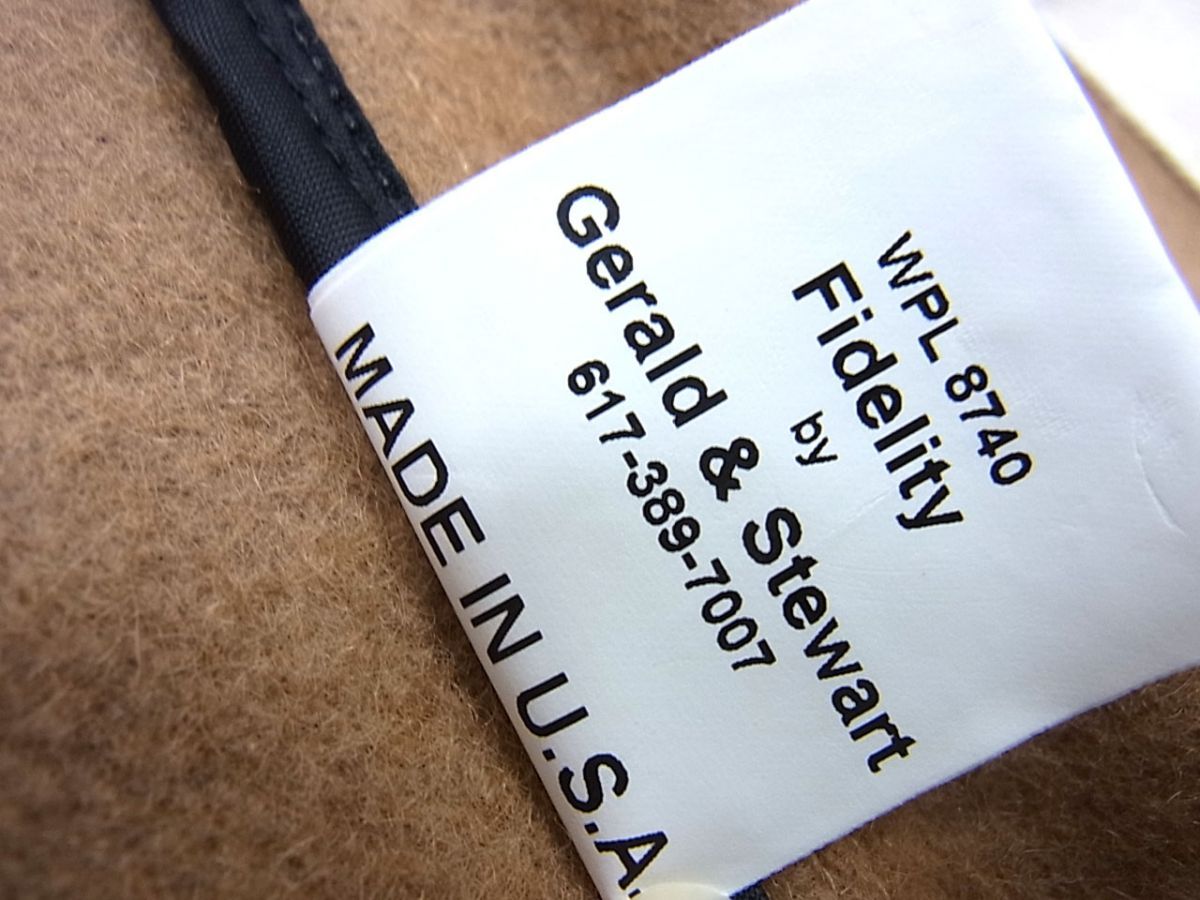 WPL 8740
Fidelity
by
Gerald & Stewart
617-389-7007
MADE IN U.S.A.